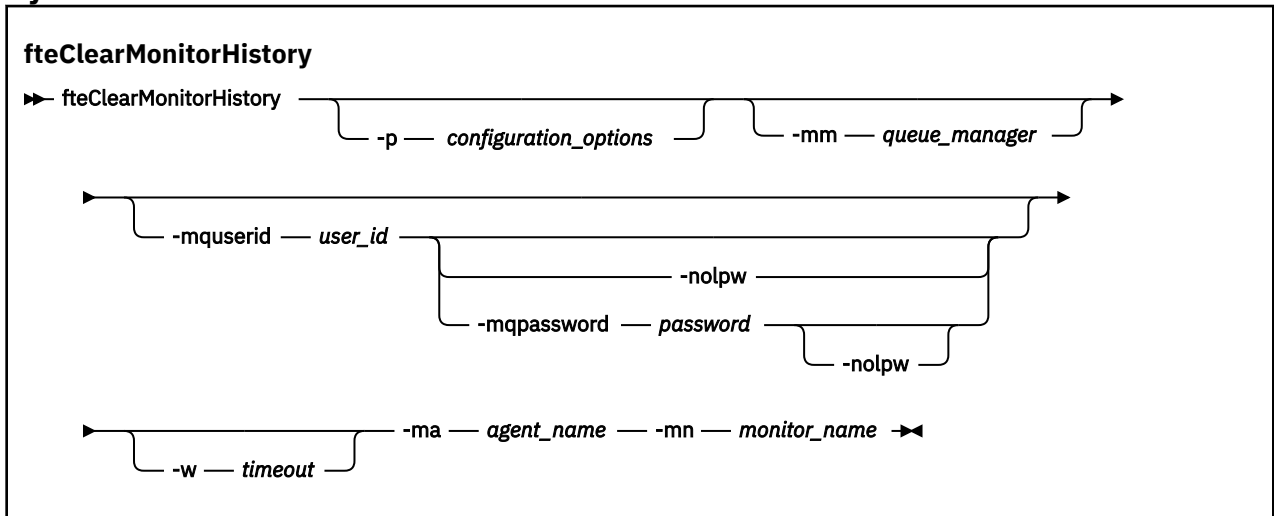 fteClearMonitorHistory
fteClearMonitorHistory
-p configuration_options
-mm queue_manager
-mquserid user_id
-nolpw
-mqpassword password
-nolpw
-w timeout
-ma agent_name -mn monitor_name